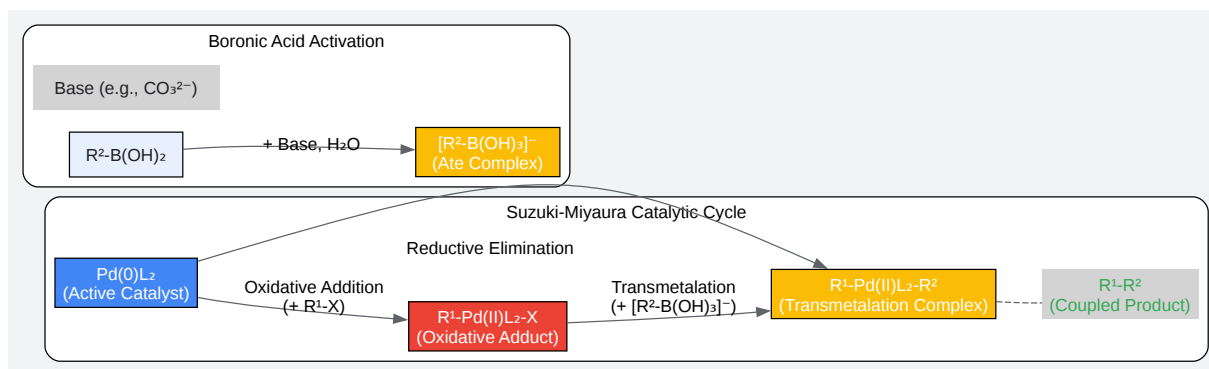 Boronic Acid Activation
Base (e.g., CO₃²⁻)
R²-B(OH)₂
+ Base, H₂O
[R²-B(OH)₃]⁻
(Ate Complex)
Suzuki-Miyaura Catalytic Cycle
Reductive Elimination
Pd(0)L₂
(Active Catalyst)
Oxidative Addition
(+ R¹-X)
R¹-Pd(II)L₂-X
(Oxidative Adduct)
Transmetalation
(+ [R²-B(OH)₃]⁻)
R¹-Pd(II)L₂-R²
(Transmetalation Complex)
R¹-R²
(Coupled Product)